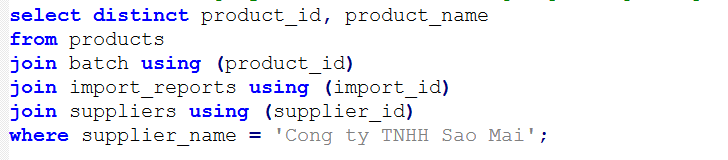 select distinct product_id, product_name
from products
join batch using (product_id)
join import_reports using (import_id)
join suppliers using (supplier_id)
where supplier_name = 'Cong ty TNHH Sao Mai';